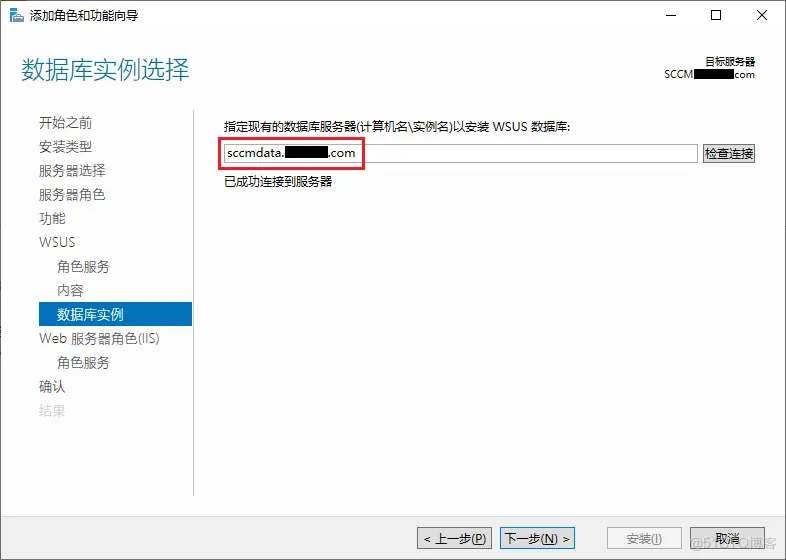 添加角色和功能向导
数据库实例选择
目标服务器
SCCM com
开始之前
安装类型
服务器选择
服务器角色
功能
WSUS
角色服务
内容
数据库实例
Web 服务器角色(IIS)
角色服务
确认
结果
指定现有的数据库服务器(计算机名\实例名)以安装 WSUS 数据库:
sccmdata. .com
检查连接
已成功连接到服务器
< 上一步(P)
下一步(N) >
安装(I)
取消
@51CTO博客